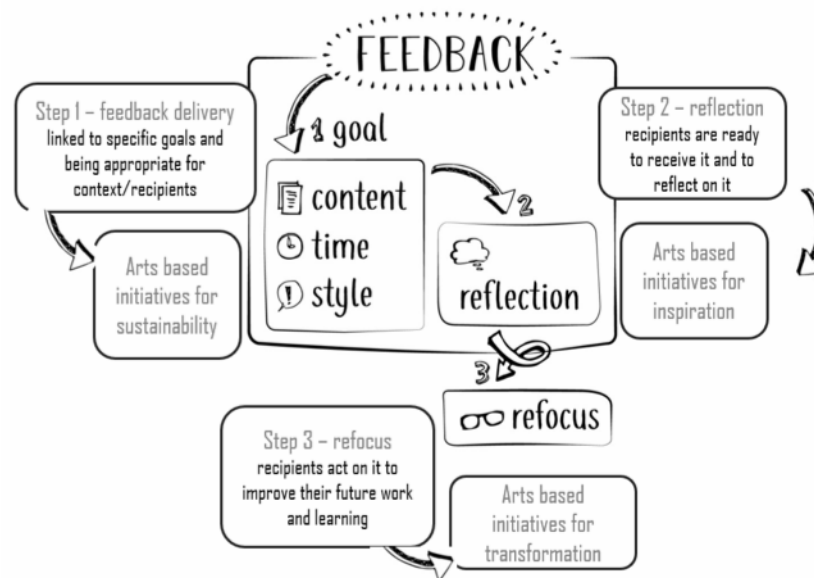 FEEDBACK
Step 1 – feedback delivery
linked to specific goals and
being appropriate for
context/recipients
Arts based
initiatives for
sustainability
1 goal
content
time
style
2
reflection
Step 2 – reflection
recipients are ready
to receive it and to
reflect on it
Arts based
initiatives for
inspiration
3
refocus
Step 3 – refocus
recipients act on it to
improve their future work
and learning
Arts based
initiatives for
transformation